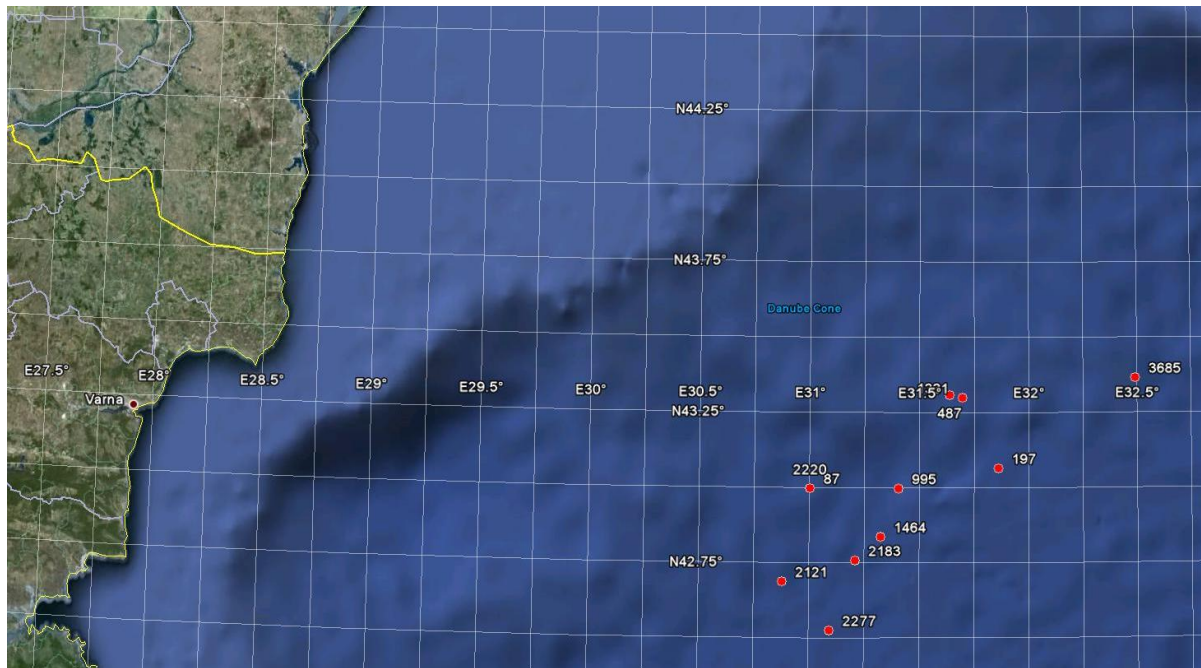 N44.25°
N43.75°
Danube Cone
E27.5°
E28°
E28.5°
E29°
E29.5°
E30°
E30.5°
E31°
E31.5°
E32°
E32.5°
3685
Varna
N43.25°
487
197
2220
87
995
1464
N42.75°
2183
2121
2277